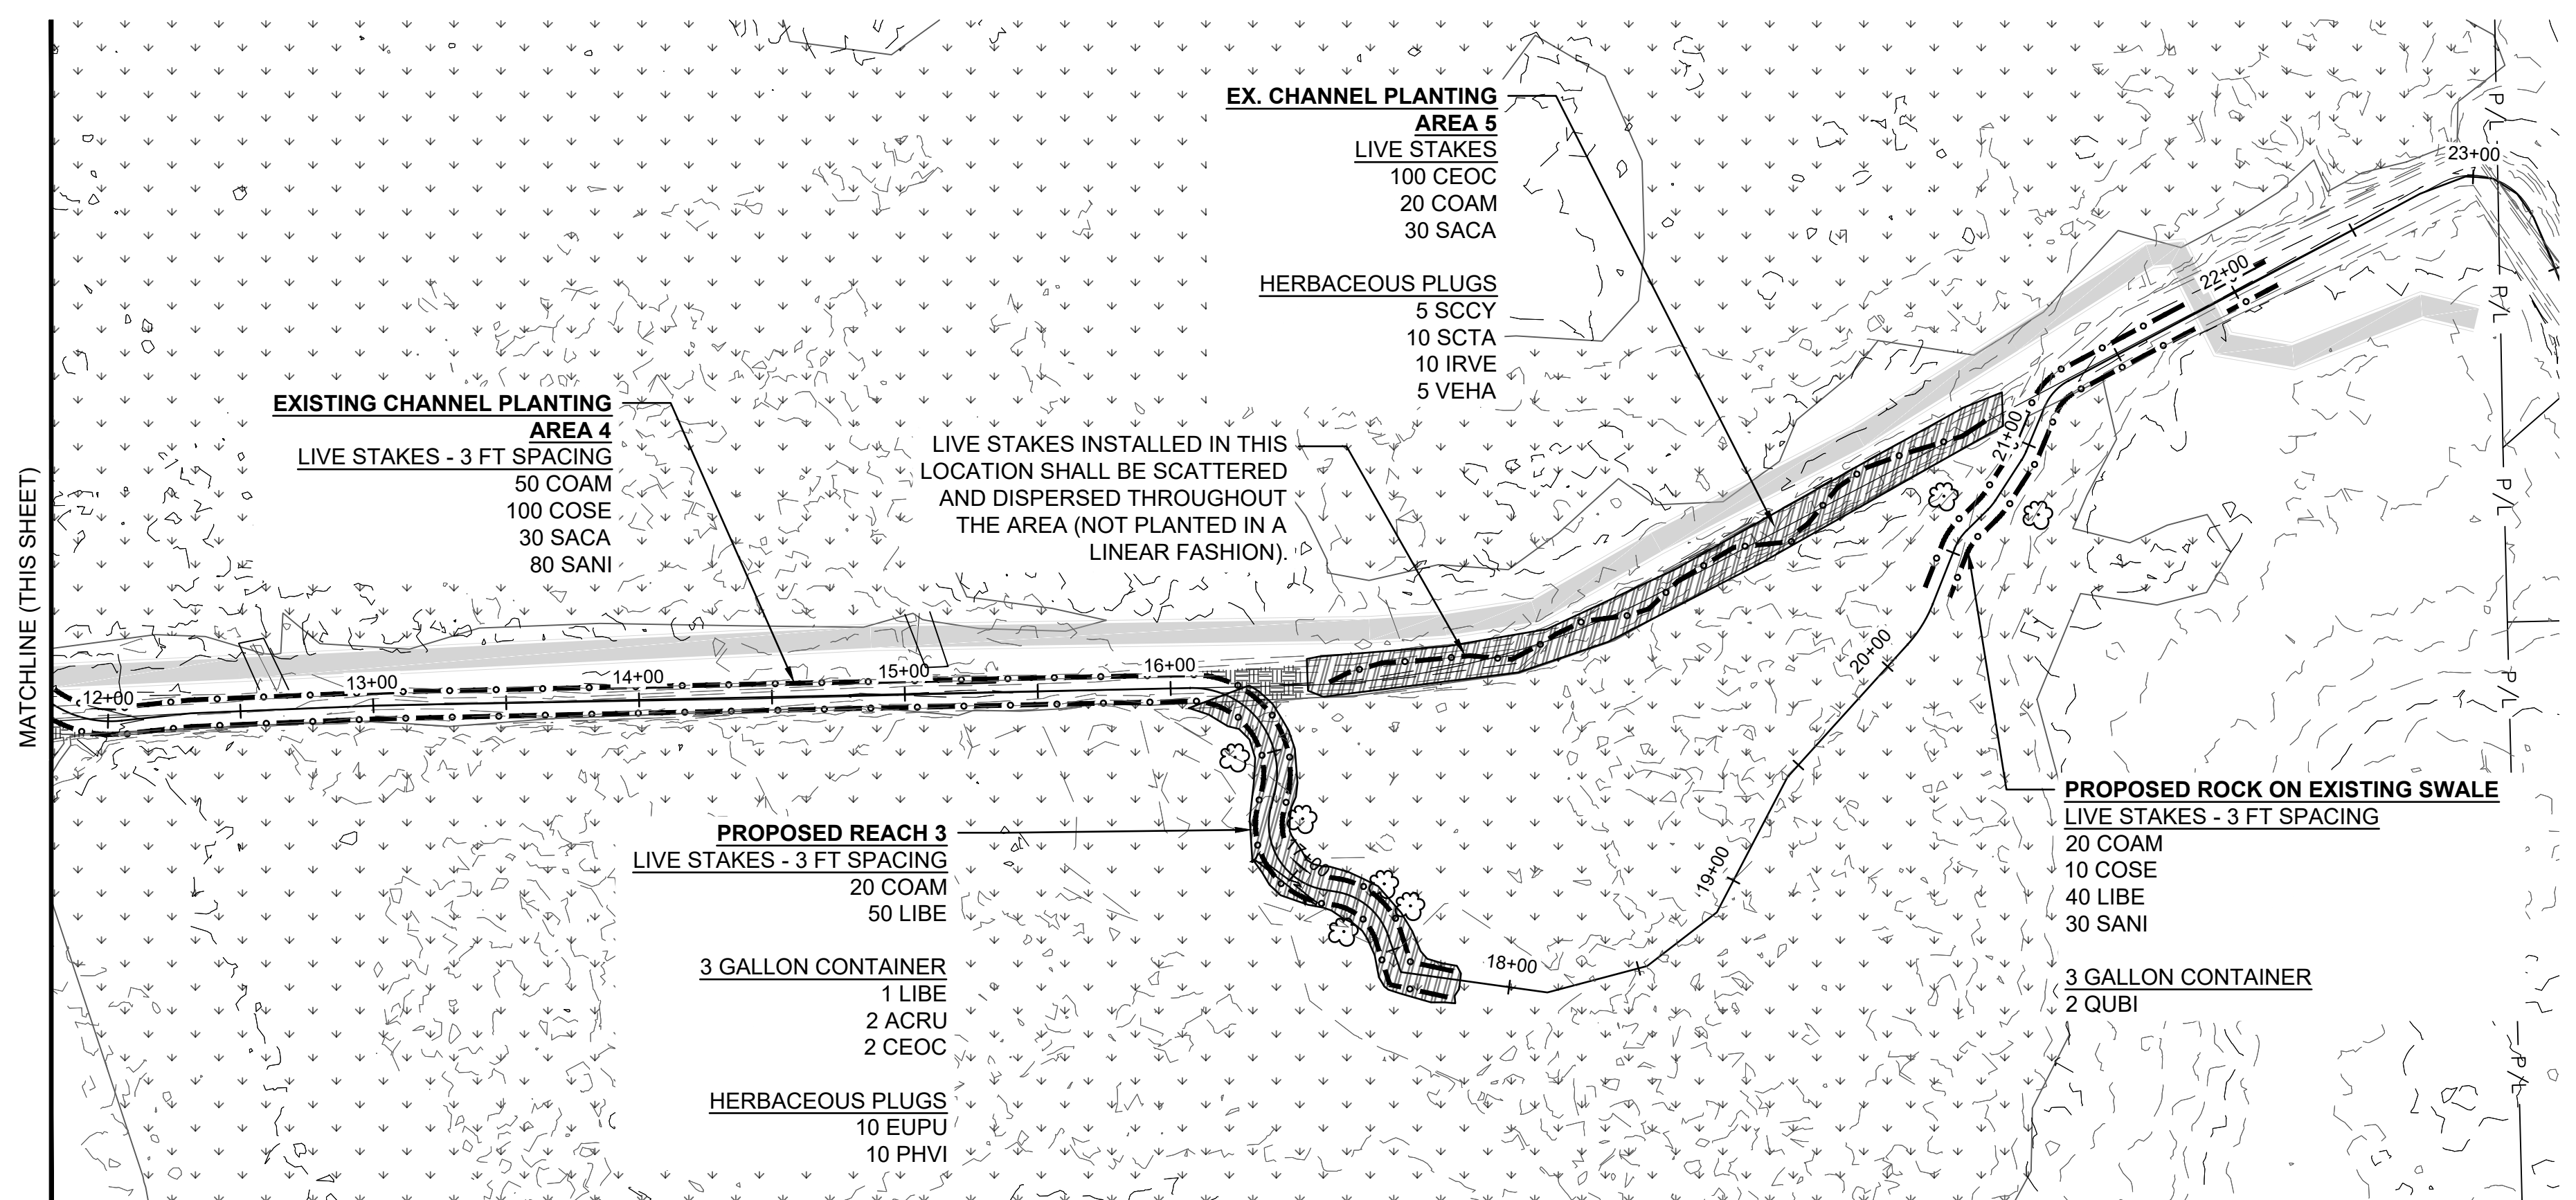 EX. CHANNEL PLANTING
AREA 5
LIVE STAKES
100 CEOC
20 COAM
30 SACA
HERBACEOUS PLUGS
5 SCCY
10 SCTA
10 IRVE
5 VEHA
EXISTING CHANNEL PLANTING
AREA 4
LIVE STAKES - 3 FT SPACING
50 COAM
100 COSE
30 SACA
80 SANI
LIVE STAKES INSTALLED IN THIS
LOCATION SHALL BE SCATTERED
AND DISPERSED THROUGHOUT
THE AREA (NOT PLANTED IN A
LINEAR FASHION).
MATCHLINE (THIS SHEET)
12+00
13+00
14+00
15+00
16+00
17+00
18+00
19+00
20+00
21+00
22+00
23+00
P/L
P/L
P/L
P/L
P/L
PROPOSED REACH 3
LIVE STAKES - 3 FT SPACING
20 COAM
50 LIBE
3 GALLON CONTAINER
1 LIBE
2 ACRU
2 CEOC
HERBACEOUS PLUGS
10 EUPU
10 PHVI
PROPOSED ROCK ON EXISTING SWALE
LIVE STAKES - 3 FT SPACING
20 COAM
10 COSE
40 LIBE
30 SANI
3 GALLON CONTAINER
2 QUBI